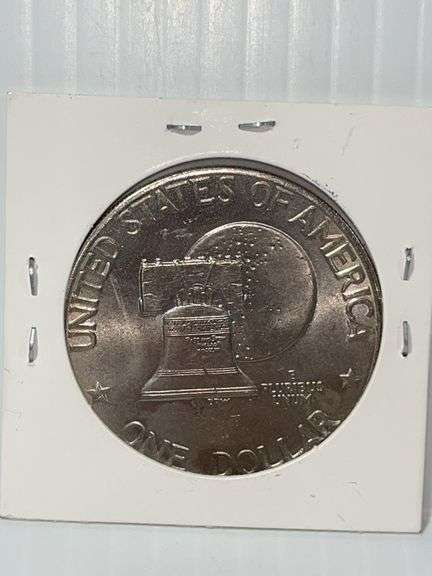 UNITED STATES OF AMERICA
E
PLURIBUS
UNUM
ONE DOLLAR